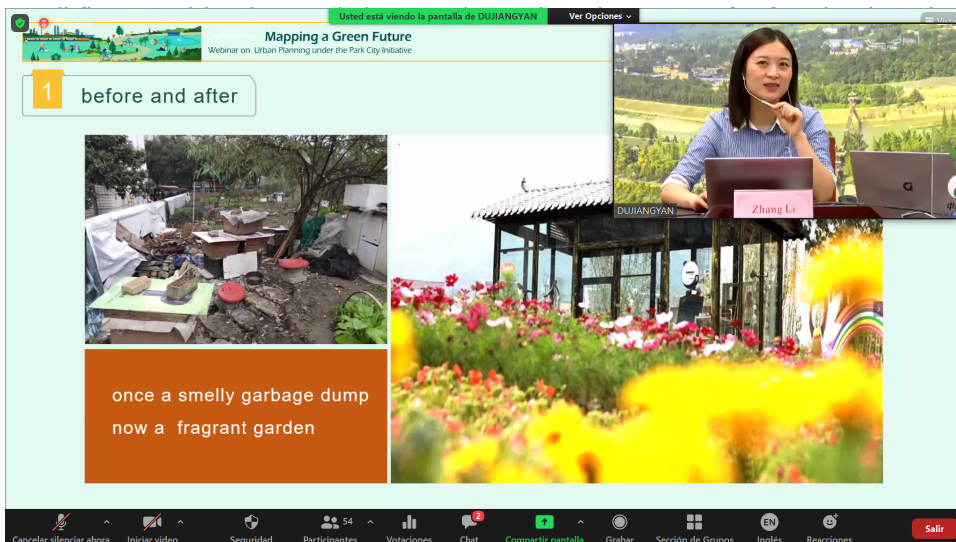 Usted está viendo la pantalla de DUJIANGYAN
Ver Opciones
Mapping a Green Future
Webinar on Urban Planning under the Park City Initiative
1
before and after
DUJIANGYAN
Zhang Li
once a smelly garbage dump
now a fragrant garden
54
2
EN
Cancelar silenciar ahora
Iniciar video
Seguridad
Participantes
Votaciones
Chat
Compartir pantalla
Grabar
Sección de Grupos
Inglés
Reacciones
Salir